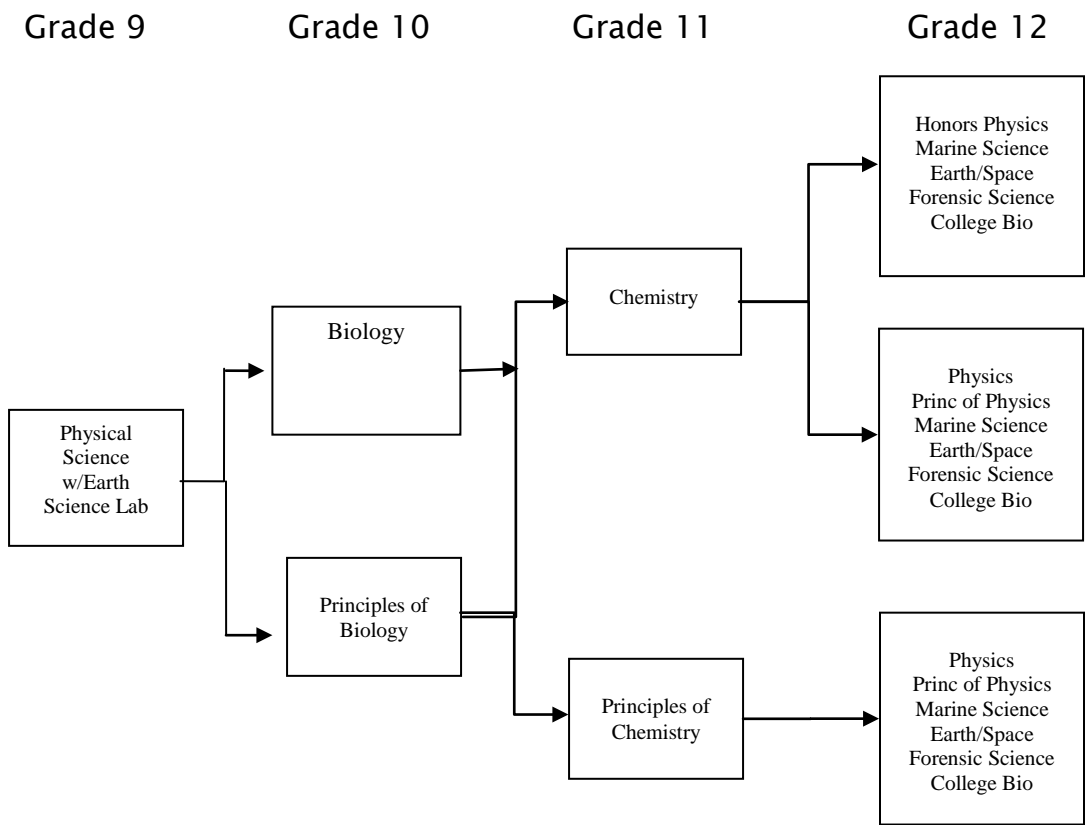 Grade 9
Grade 10
Grade 11
Grade 12
Physical
Science
w/Earth
Science Lab
Biology
Principles of
Biology
Chemistry
Principles of
Chemistry
Honors Physics
Marine Science
Earth/Space
Forensic Science
College Bio
Physics
Princ of Physics
Marine Science
Earth/Space
Forensic Science
College Bio
Physics
Princ of Physics
Marine Science
Earth/Space
Forensic Science
College Bio